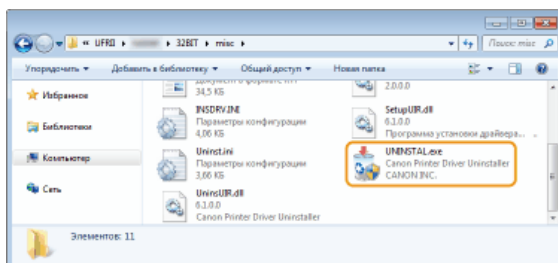 « UFRII ▸ ▸ 32BIT ▸ misc ▸
Поиск: misc
Упорядочить ▾ Добавить в библиотеку ▾ Общий доступ ▾ Новая папка
Избранное
Библиотеки
Компьютер
Сеть
34,5 КБ
2.0.0.0
INSDRV.INI
Параметры конфигурации
4,06 КБ
SetupUIR.dll
6.1.0.0
Программа установки драйвера...
Uninst.ini
Параметры конфигурации
3,66 КБ
UNINSTAL.exe
Canon Printer Driver Uninstaller
CANON INC.
UninsUIR.dll
6.1.0.0
Canon Printer Driver Uninstaller
Элементов: 11